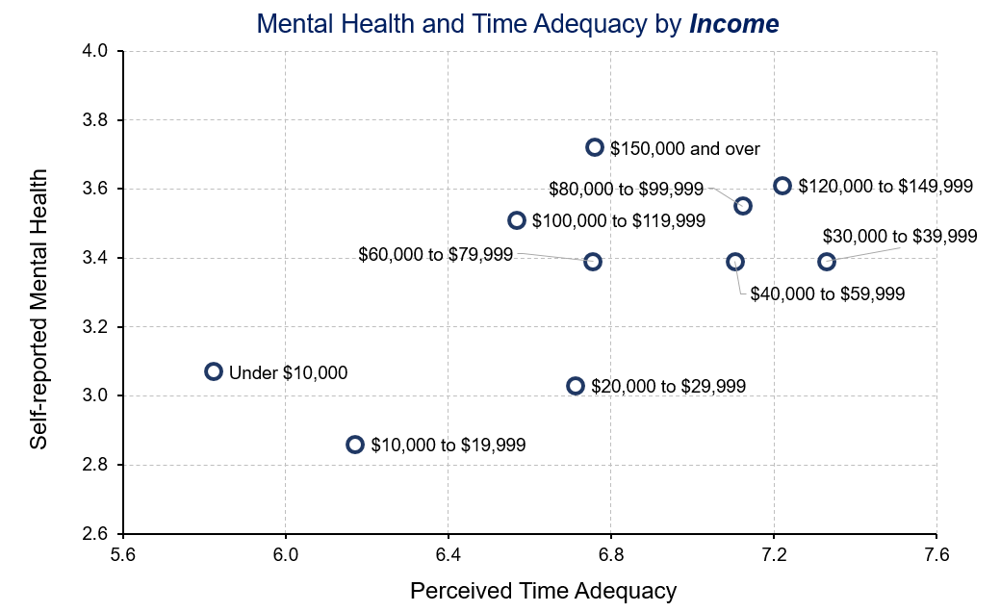 Mental Health and Time Adequacy by Income
4.0
3.8
$150,000 and over
3.6
$80,000 to $99,999
$120,000 to $149,999
$100,000 to $119,999
$30,000 to $39,999
3.4
$60,000 to $79,999
$40,000 to $59,999
Self-reported Mental Health
3.2
Under $10,000
3.0
$20,000 to $29,999
$10,000 to $19,999
2.8
2.6
5.6 6.0 6.4 6.8 7.2 7.6
Perceived Time Adequacy